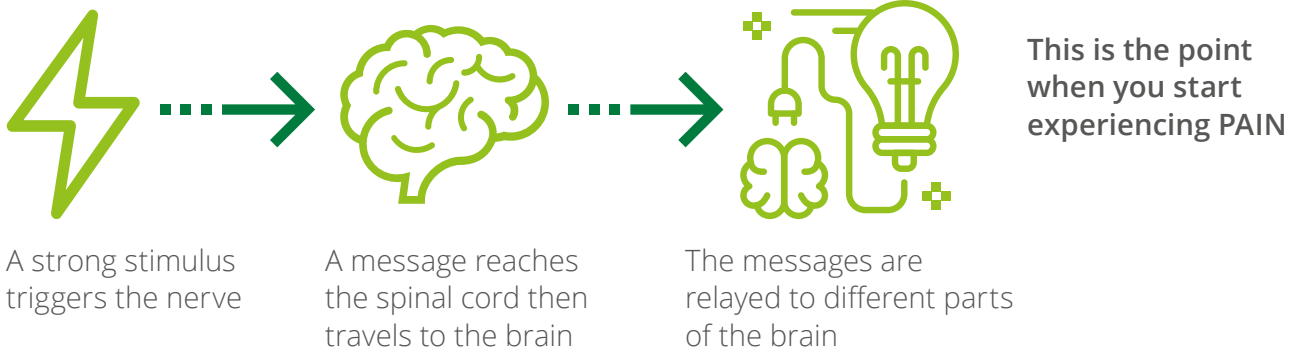 This is the point
when you start
experiencing PAIN
A strong stimulus
triggers the nerve
A message reaches
the spinal cord then
travels to the brain
The messages are
relayed to different parts
of the brain